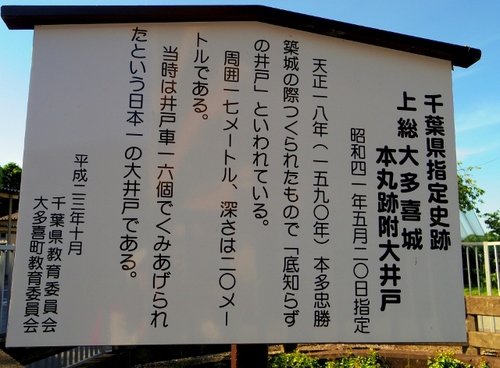 千葉県指定史跡
上総大多喜城
本丸跡附大井戸
昭和四一年五月二〇日指定
天正一八年(一五九〇年)本多忠勝
築城の際つくられたもので「底知らず
の井戸」といわれている。
周囲一七メートル、深さは二〇メー
トルである。
当時は井戸車一六個でくみあげられ
たという日本一の大井戸である。
平成二三年十月
千葉県教育委員会
大多喜町教育委員会